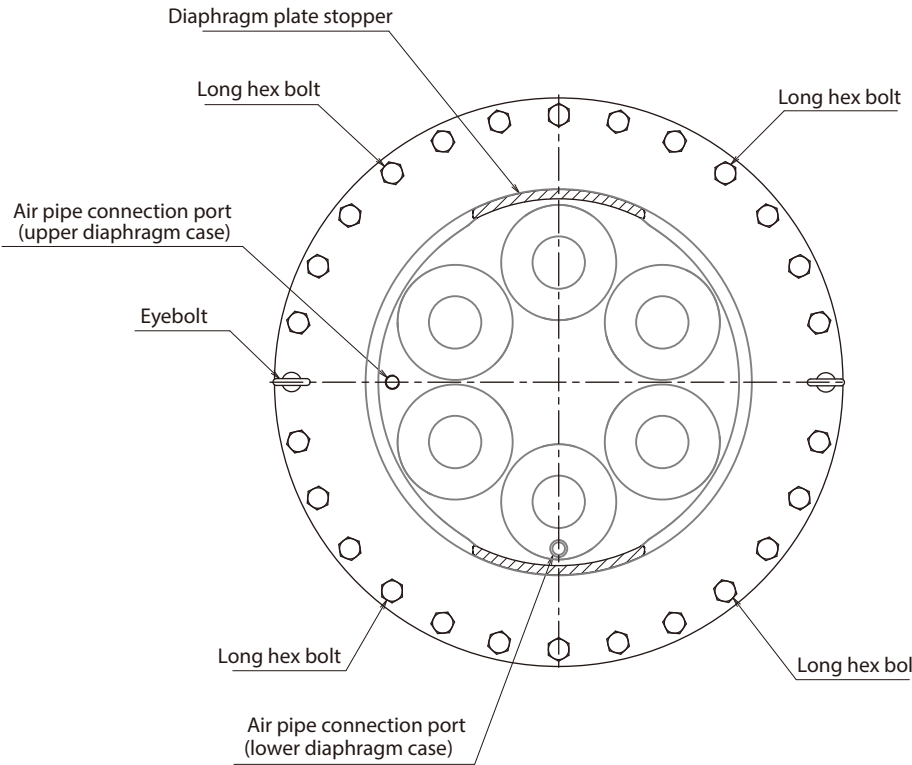 Diaphragm plate stopper
Long hex bolt
Long hex bolt
Air pipe connection port
(upper diaphragm case)
Eyebolt
Long hex bolt
Long hex bol
Air pipe connection port
(lower diaphragm case)